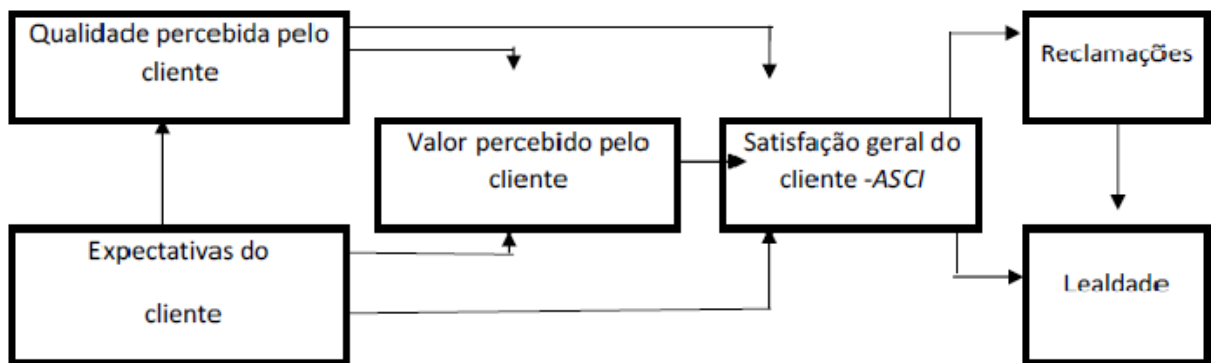 Qualidade percebida pelo
cliente
Reclamações
Valor percebido pelo
cliente
Satisfação geral do
cliente -ASCI
Expectativas do
cliente
Lealdade